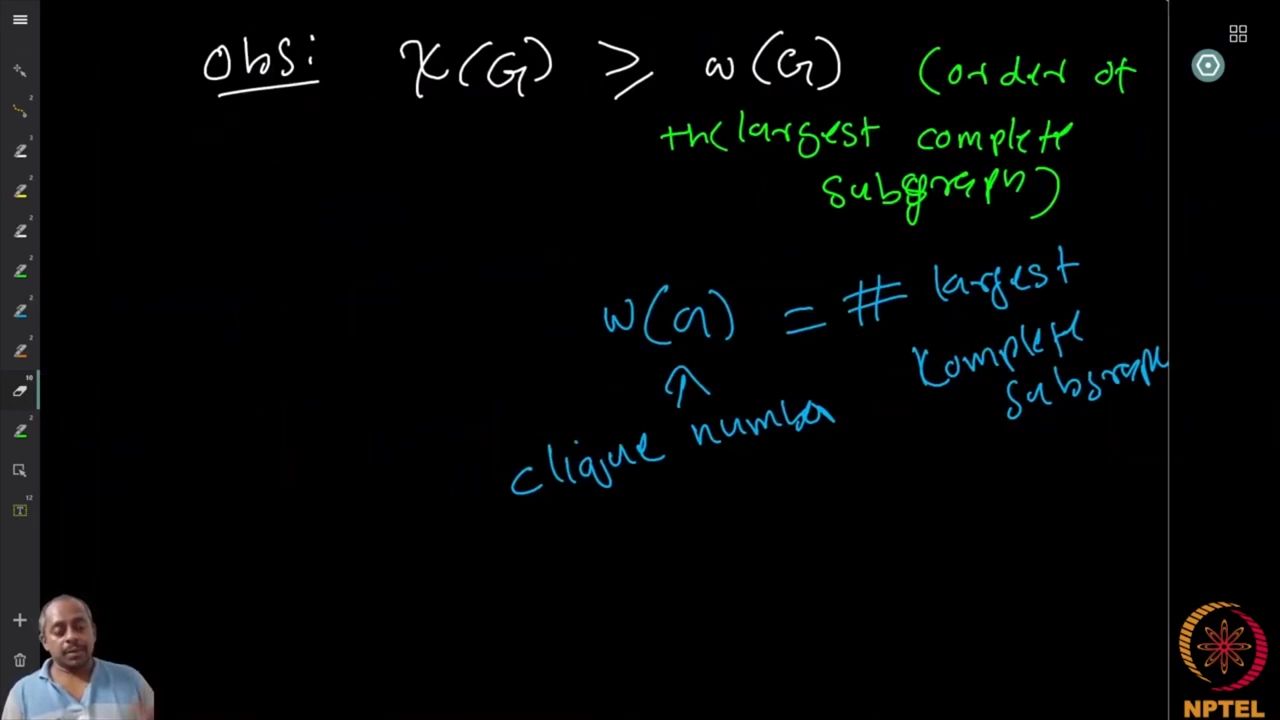 Obs: χ(G) ≥ ω(G) (order of
the largest complete
subgraph)
ω(G) = # largest
complete
subgraph
↑
clique number
NPTEL